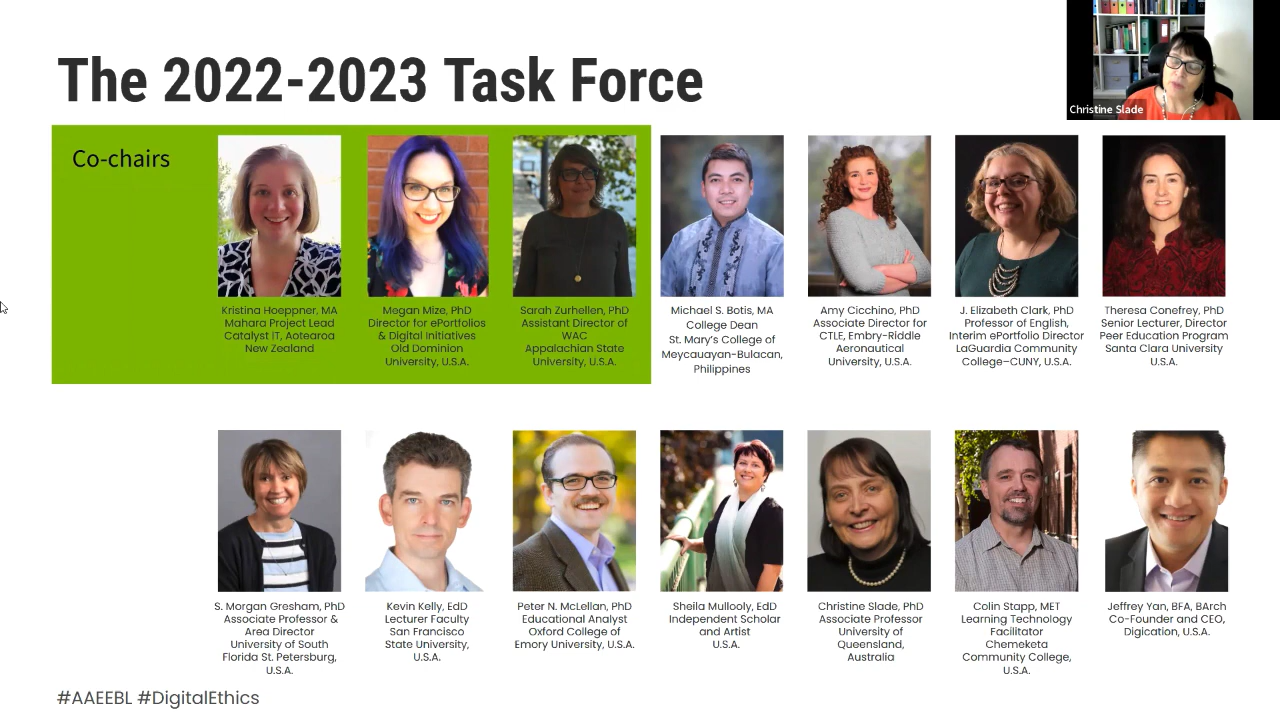 The 2022-2023 Task Force
Christine Slade
Co-chairs
Kristina Hoeppner, MA
Mahara Project Lead
Catalyst IT, Aotearoa
New Zealand
Megan Mize, PhD
Director for ePortfolios
& Digital Initiatives
Old Dominion
University, U.S.A.
Sarah Zurhellen, PhD
Assistant Director of
WAC
Appalachian State
University, U.S.A.
Michael S. Botis, MA
College Dean
St. Mary's College of
Meycauayan-Bulacan,
Philippines
Amy Cicchino, PhD
Associate Director for
CTLE, Embry-Riddle
Aeronautical
University, U.S.A.
J. Elizabeth Clark, PhD
Professor of English,
Interim ePortfolio Director
LaGuardia Community
College–CUNY, U.S.A.
Theresa Conefrey, PhD
Senior Lecturer, Director
Peer Education Program
Santa Clara University
U.S.A.
S. Morgan Gresham, PhD
Associate Professor &
Area Director
University of South
Florida St. Petersburg,
U.S.A.
Kevin Kelly, EdD
Lecturer Faculty
San Francisco
State University,
U.S.A.
Peter N. McLellan, PhD
Educational Analyst
Oxford College of
Emory University, U.S.A.
Sheila Mullooly, EdD
Independent Scholar
and Artist
U.S.A.
Christine Slade, PhD
Associate Professor
University of
Queensland,
Australia
Colin Stapp, MET
Learning Technology
Facilitator
Chemeketa
Community College,
U.S.A.
Jeffrey Yan, BFA, BArch
Co-Founder and CEO,
Digication, U.S.A.
#AAEEBL #DigitalEthics